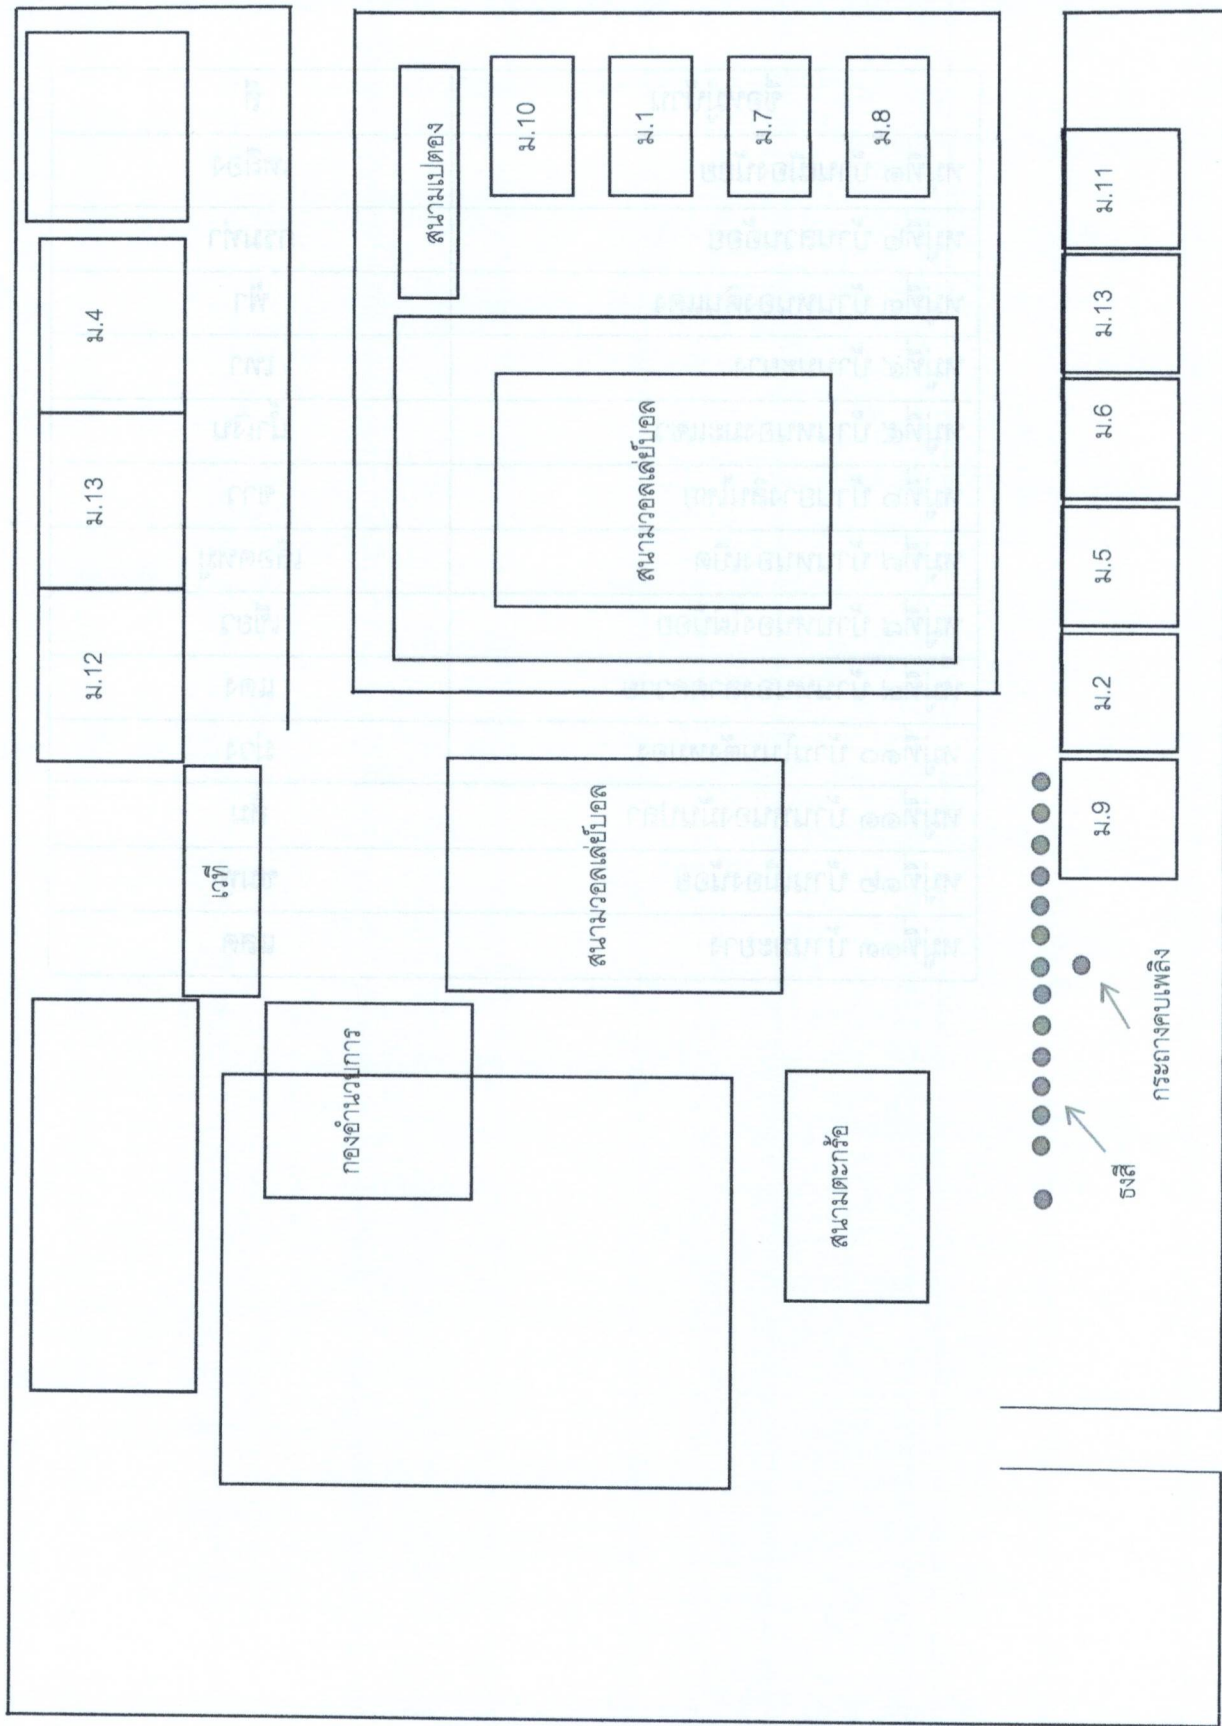 ม.4
ม.13
ม.12
เวที
กองอำนวยการ
สนามเปตอง
ม.10
ม.1
ม.7
ม.8
สนามวอลเล่ย์บอล
สนามวอลเล่ย์บอล
สนามตะกร้อ
ม.11
ม.13
ม.6
ม.5
ม.2
ม.9
กระถางคบเพลิง
ธงสี